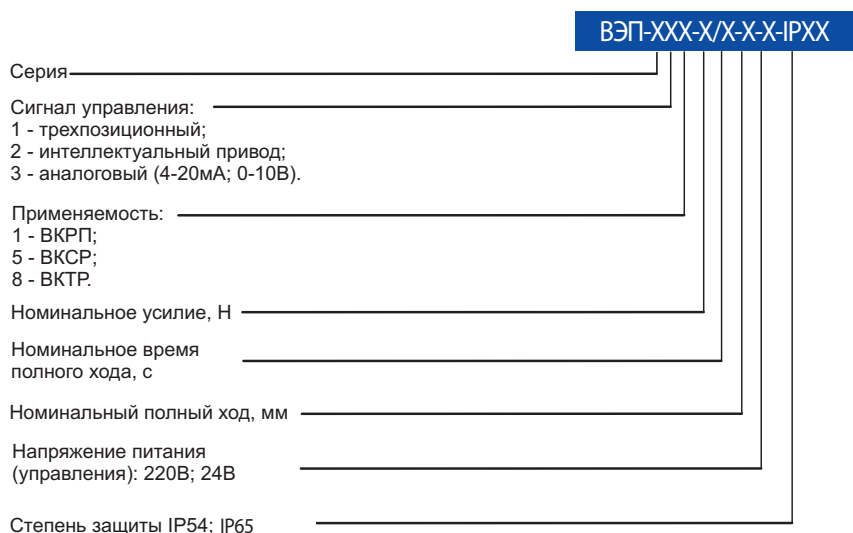 ВЭП-XXX-X/X-X-X-IPXX
Серия
Сигнал управления:
1 - трехпозиционный;
2 - интеллектуальный привод;
3 - аналоговый (4-20мА; 0-10В).
Применяемость:
1 - ВКРП;
5 - ВКСР;
8 - ВКТР.
Номинальное усилие, Н
Номинальное время
полного хода, с
Номинальный полный ход, мм
Напряжение питания
(управления): 220В; 24В
Степень защиты IP54; IP65